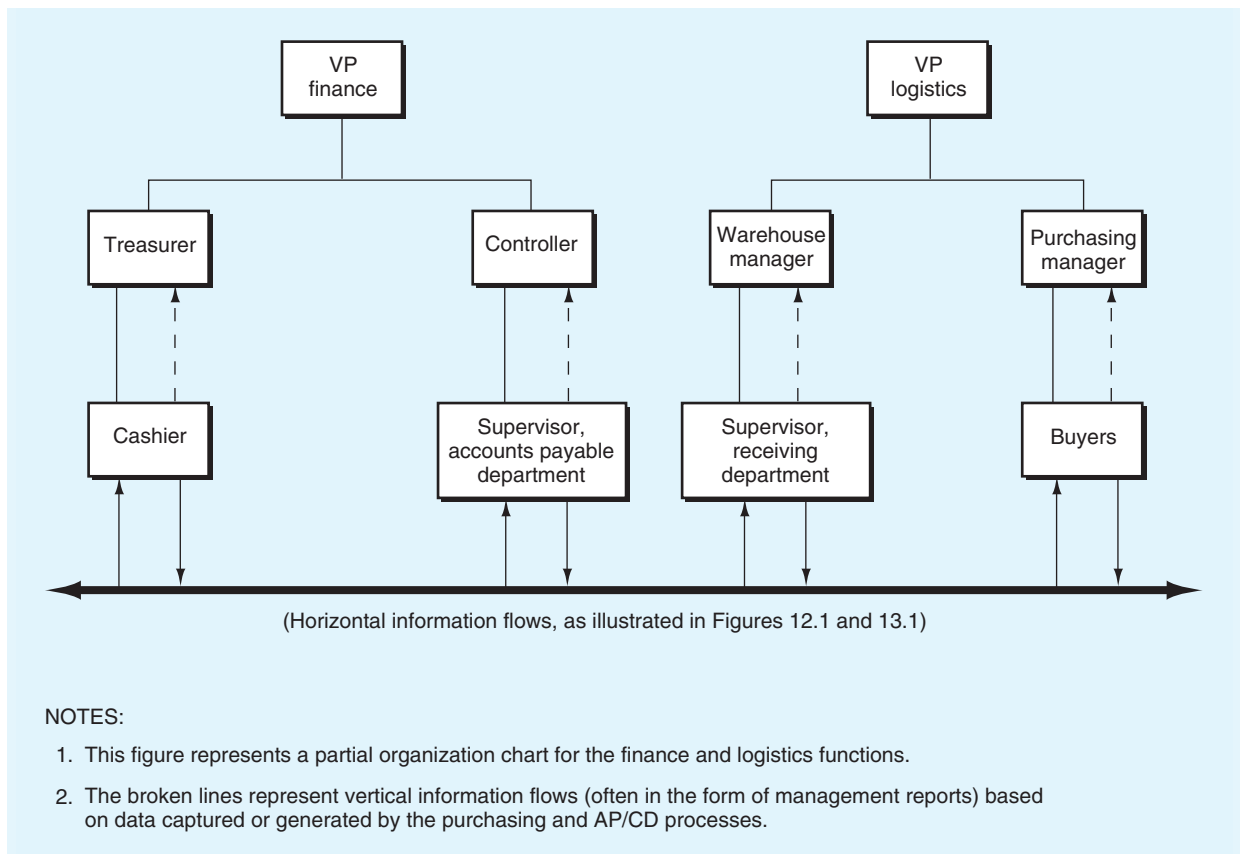 VP
finance
VP
logistics
Treasurer
Controller
Warehouse
manager
Purchasing
manager
Cashier
Supervisor,
accounts payable
department
Supervisor,
receiving
department
Buyers
(Horizontal information flows, as illustrated in Figures 12.1 and 13.1)
NOTES:
1. This figure represents a partial organization chart for the finance and logistics functions.
2. The broken lines represent vertical information flows (often in the form of management reports) based
on data captured or generated by the purchasing and AP/CD processes.